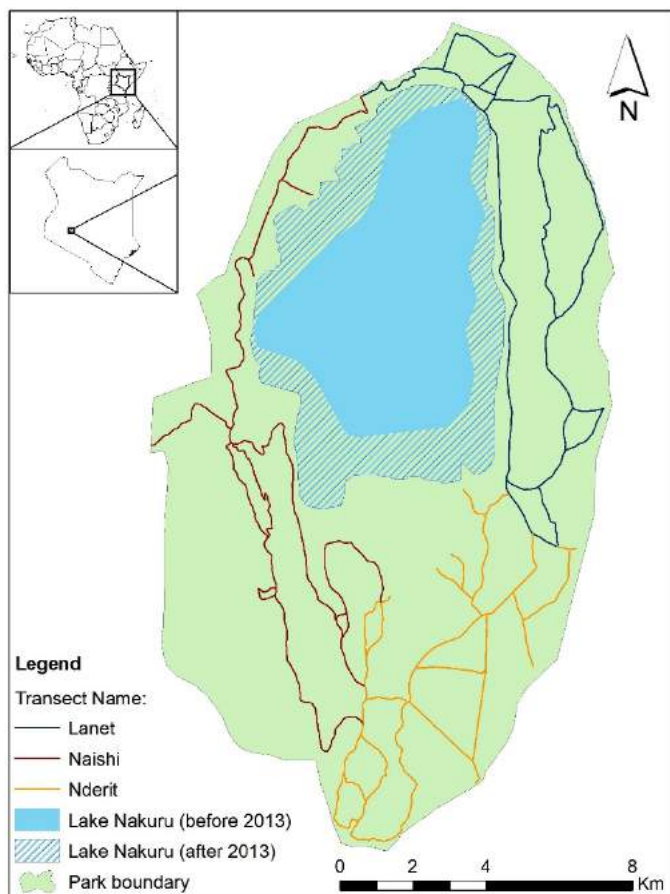 N
Legend
Transect Name:
Lanet
Naishi
Nderit
Lake Nakuru (before 2013)
Lake Nakuru (after 2013)
Park boundary
0 2 4 8
Km